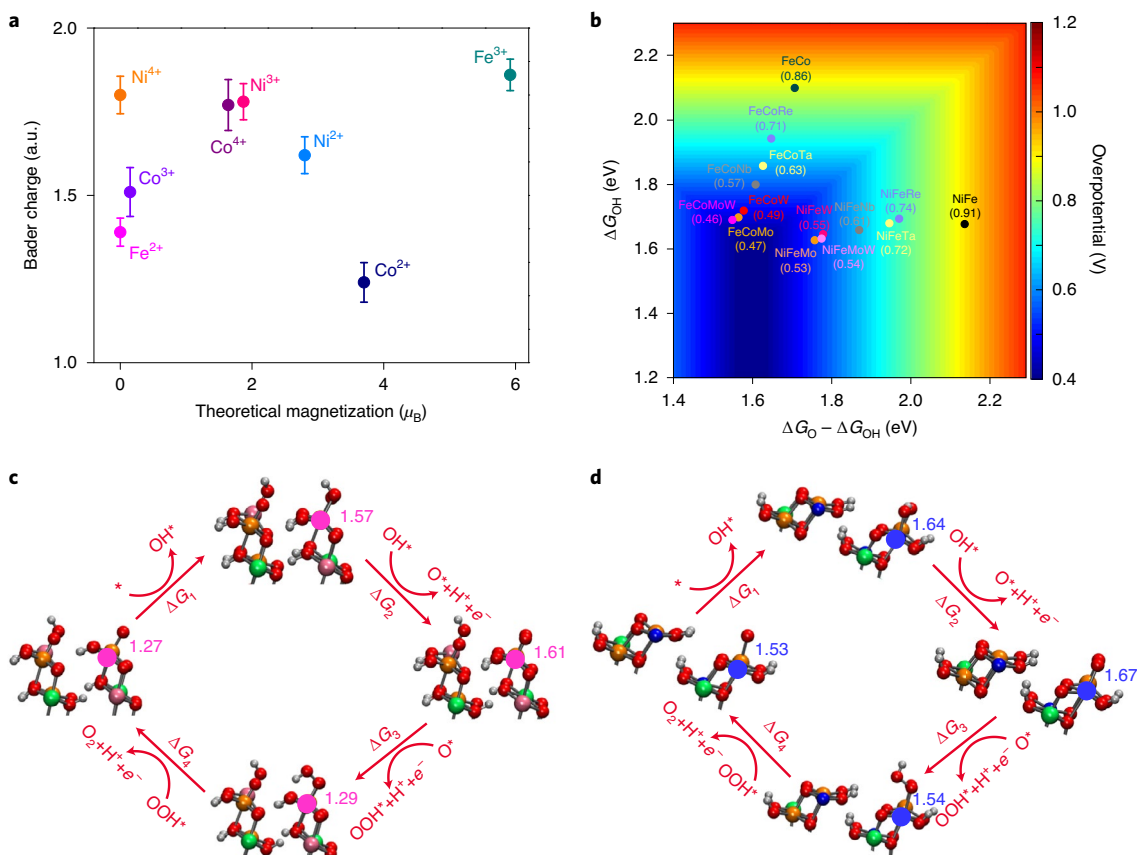 a
Bader charge (a.u.)
2.0
1.5
1.0
Ni4+
Co3+
Fe2+
Co4+
Ni3+
Ni2+
Co2+
Fe3+
0
2
4
6
Theoretical magnetization (μB)
b
ΔGOH (eV)
2.2
2.0
1.8
1.6
1.4
1.2
FeCo
(0.86)
FeCoRe
(0.71)
FeCoTa
(0.63)
FeCoNb
(0.57)
FeCoMoW
(0.46)
FeCoW
(0.49)
FeCoMo
(0.47)
NiFeW
(0.55)
NiFeNb
NiFeRe
(0.74)
NiFe
(0.91)
NiFeMo
(0.53)
NiFeMoW
(0.54)
NiFeTa
(0.72)
1.4
1.6
1.8
2.0
2.2
ΔGO – ΔGOH (eV)
1.2
1.0
0.8
0.6
0.4
Overpotential (V)
c
1.57
OH*
*
ΔG1
OH*
O*+H++e-
ΔG2
1.27
1.61
O2+H++e-
ΔG4
OOH*
ΔG3
O*
OOH*+H++e-
1.29
d
1.64
OH*
*
ΔG1
OH*
O*+H++e-
ΔG2
1.53
1.67
O2+H++e-
ΔG4
OOH*
ΔG3
O*
OOH*+H++e-
1.54